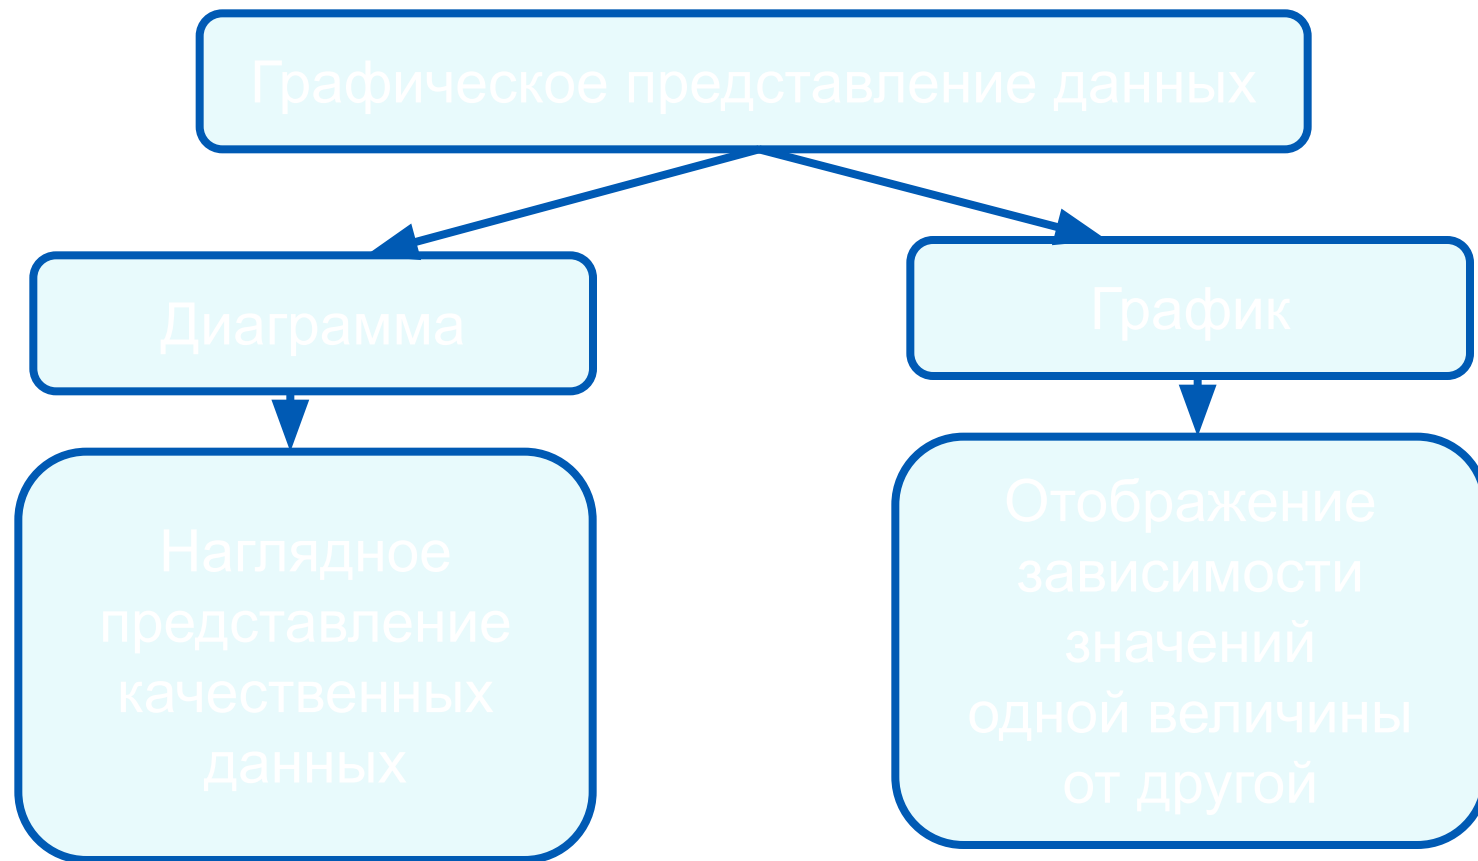 Графическое представление данных
Диаграмма
График
Наглядное
представление
качественных
данных
Отображение
зависимости
значений
одной величины
от другой